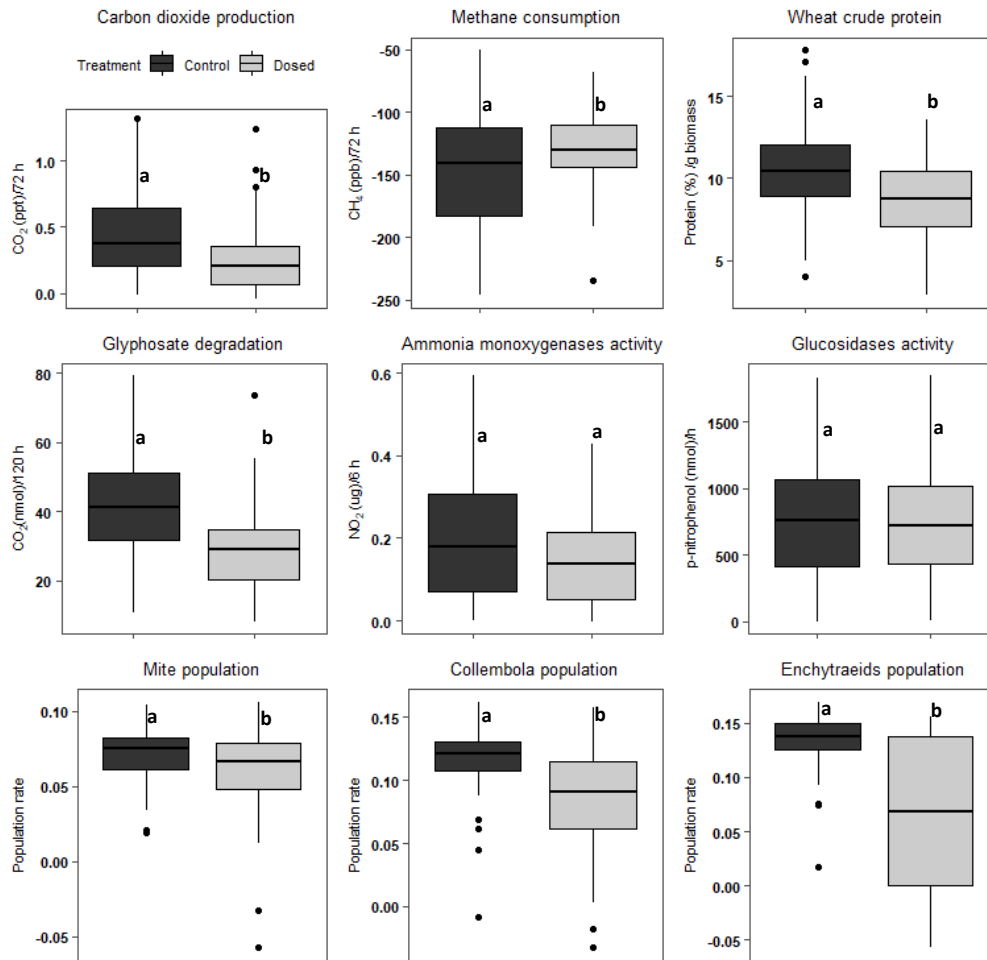 Carbon dioxide production
Treatment Control Dosed
CO2 (ppt)/72 h
1.0
0.5
0.0
a
b
Methane consumption
CH4 (ppb)/72 h
-50
-100
-150
-200
-250
a
b
Wheat crude protein
Protein (%) /g biomass
15
10
5
a
b
Glyphosate degradation
CO2(nmol)/120 h
80
60
40
20
a
b
Ammonia monoxygenases activity
NO2 (ug)/6 h
0.6
0.4
0.2
0.0
a
a
Glucosidases activity
p-nitrophenol (nmol)/h
1500
1000
500
0
a
a
Mite population
Population rate
0.10
0.05
0.00
-0.05
a
b
Collembola population
Population rate
0.15
0.10
0.05
0.00
a
b
Enchytraeids population
Population rate
0.15
0.10
0.05
0.00
-0.05
a
b